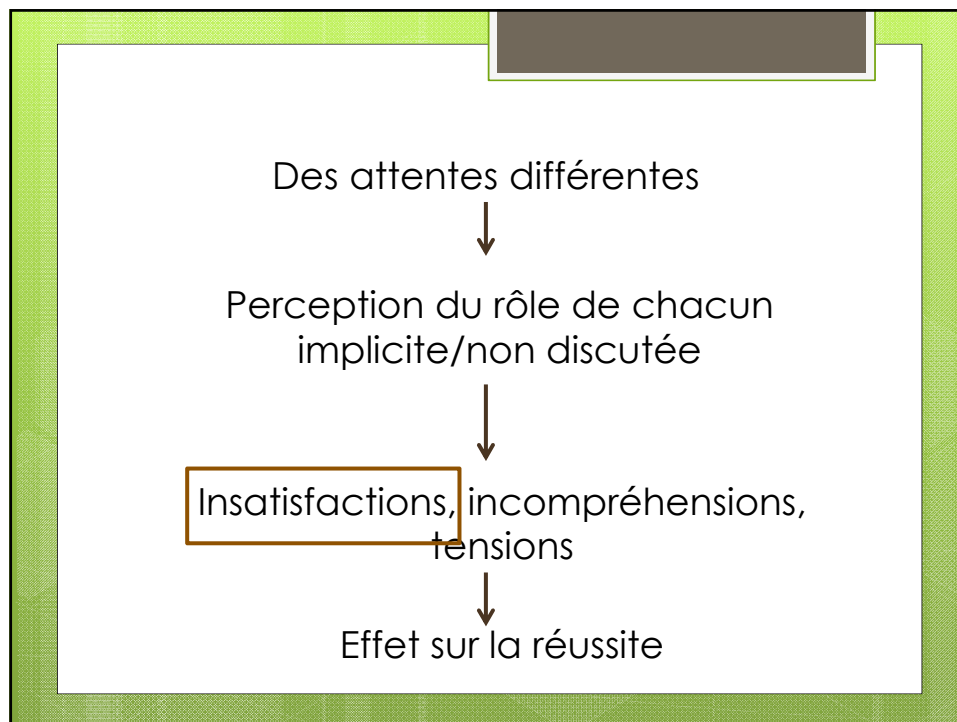 Des attentes différentes
Perception du rôle de chacun
implicite/non discutée
Insatisfactions, incompréhensions,
tensions
Effet sur la réussite